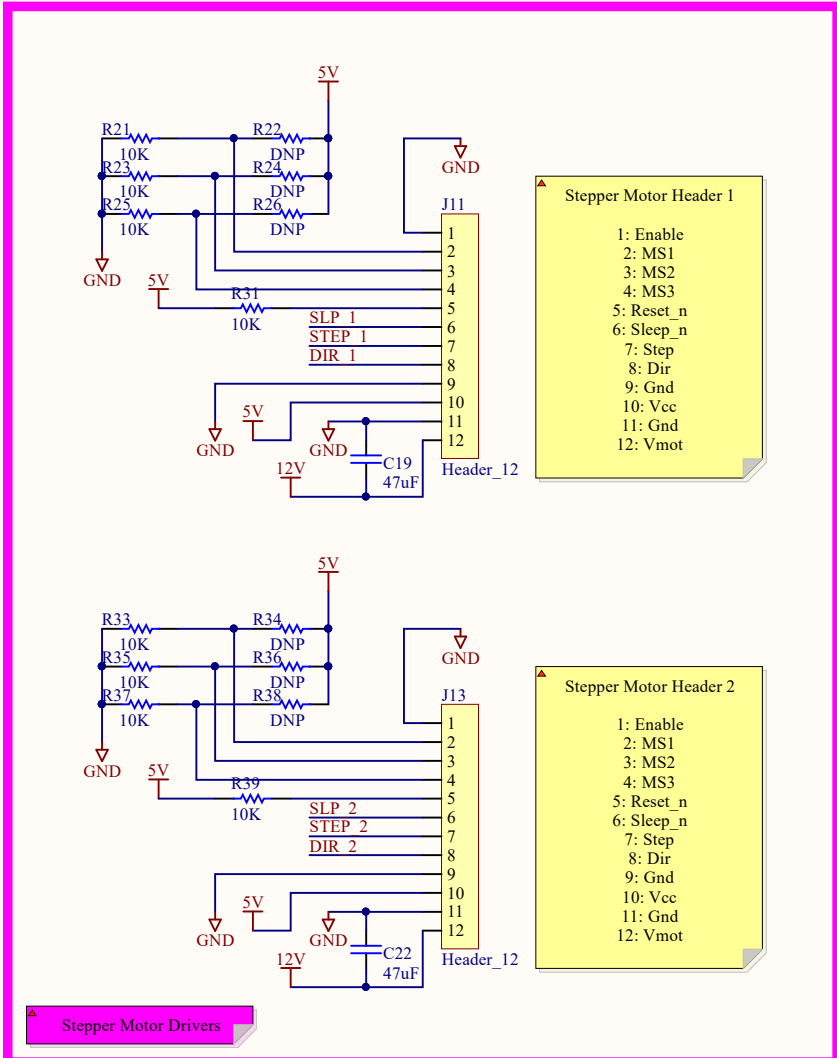 5V
R21
R22
10K
DNP
R23
R24
10K
DNP
R25
R26
10K
DNP
GND
GND
5V
R31
10K
SLP_1
STEP_1
DIR_1
J11
1
2
3
4
5
6
7
8
9
10
11
12
Header_12
GND
5V
GND
12V
C19
47uF
Stepper Motor Header 1
1: Enable
2: MS1
3: MS2
4: MS3
5: Reset_n
6: Sleep_n
7: Step
8: Dir
9: Gnd
10: Vcc
11: Gnd
12: Vmot
5V
R33
R34
10K
DNP
R35
R36
10K
DNP
R37
R38
10K
DNP
GND
GND
5V
R39
10K
SLP_2
STEP_2
DIR_2
J13
1
2
3
4
5
6
7
8
9
10
11
12
Header_12
GND
5V
GND
12V
C22
47uF
Stepper Motor Header 2
1: Enable
2: MS1
3: MS2
4: MS3
5: Reset_n
6: Sleep_n
7: Step
8: Dir
9: Gnd
10: Vcc
11: Gnd
12: Vmot
Stepper Motor Drivers